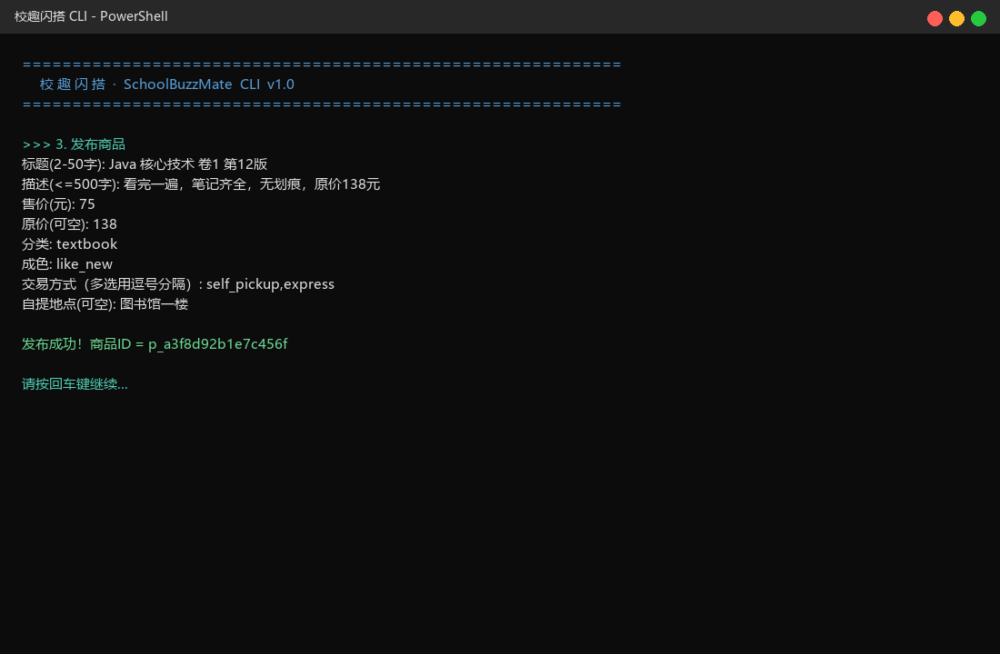 校趣闪搭 CLI - PowerShell
============================================================
校 趣 闪 搭 · SchoolBuzzMate CLI v1.0
============================================================
>>> 3. 发布商品
标题(2-50字): Java 核心技术 卷1 第12版
描述(<=500字): 看完一遍，笔记齐全，无划痕，原价138元
售价(元): 75
原价(可空): 138
分类: textbook
成色: like_new
交易方式（多选用逗号分隔）: self_pickup,express
自提地点(可空): 图书馆一楼
发布成功！商品ID = p_a3f8d92b1e7c456f
请按回车键继续...